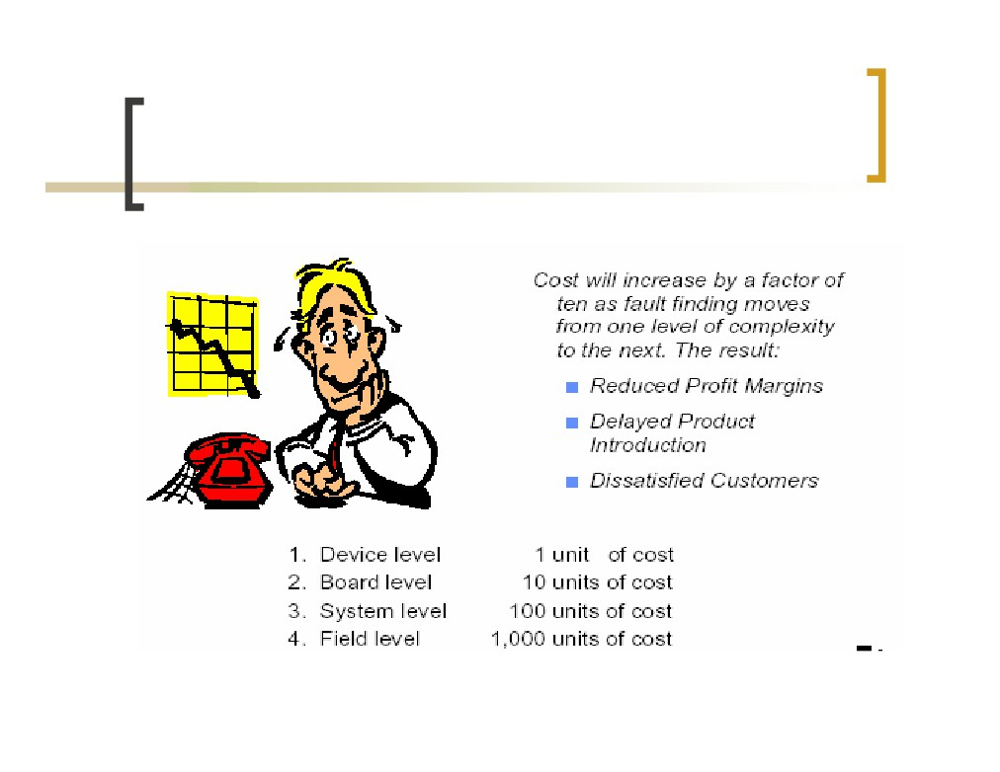 Cost will increase by a factor of
ten as fault finding moves
from one level of complexity
to the next. The result:
Reduced Profit Margins
Delayed Product
Introduction
Dissatisfied Customers
1. Device level 1 unit of cost
2. Board level 10 units of cost
3. System level 100 units of cost
4. Field level 1,000 units of cost